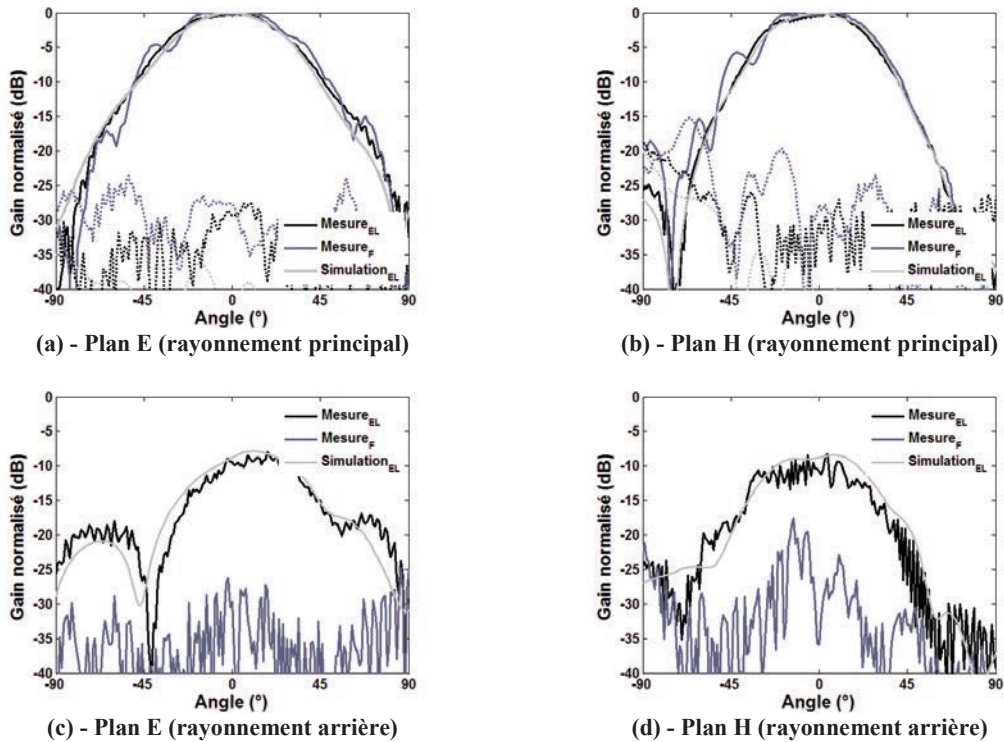 Gain normalisé (dB)
0
-5
-10
-15
-20
-25
-30
-35
-40
-90
-45
0
45
90
Angle (°)
Mesure_EL
Mesure_F
Simulation_EL
(a) - Plan E (rayonnement principal)
Gain normalisé (dB)
0
-5
-10
-15
-20
-25
-30
-35
-40
-90
-45
0
45
90
Angle (°)
Mesure_EL
Mesure_F
Simulation_EL
(b) - Plan H (rayonnement principal)
Gain normalisé (dB)
0
-5
-10
-15
-20
-25
-30
-35
-40
-90
-45
0
45
90
Angle (°)
Mesure_EL
Mesure_F
Simulation_EL
(c) - Plan E (rayonnement arrière)
Gain normalisé (dB)
0
-5
-10
-15
-20
-25
-30
-35
-40
-90
-45
0
45
90
Angle (°)
Mesure_EL
Mesure_F
Simulation_EL
(d) - Plan H (rayonnement arrière)